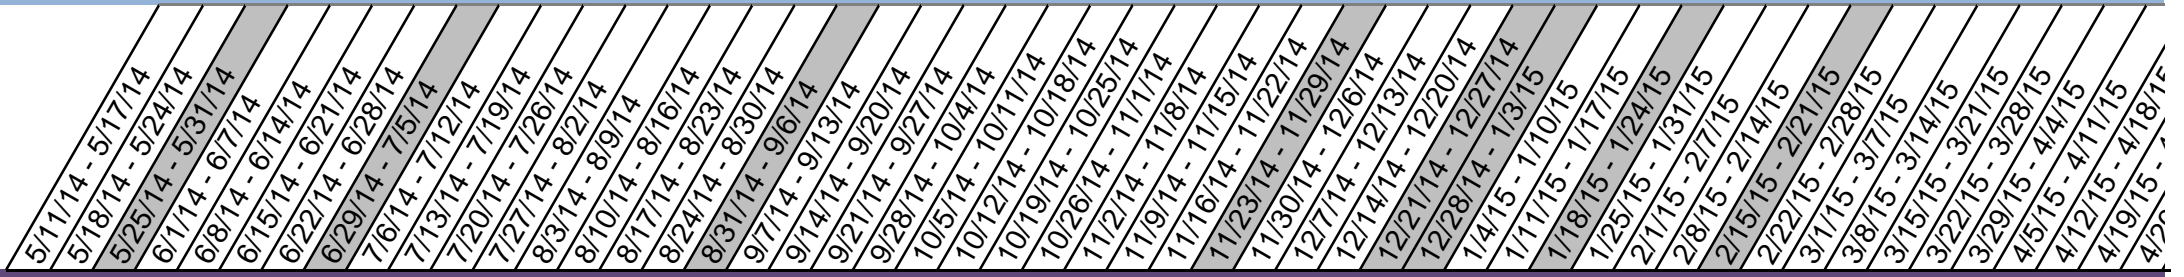 5/11/14 - 5/17/14
5/18/14 - 5/24/14
5/25/14 - 5/31/14
6/1/14 - 6/7/14
6/8/14 - 6/14/14
6/15/14 - 6/21/14
6/22/14 - 6/28/14
6/29/14 - 7/5/14
7/6/14 - 7/12/14
7/13/14 - 7/19/14
7/20/14 - 7/26/14
7/27/14 - 8/2/14
8/3/14 - 8/9/14
8/10/14 - 8/16/14
8/17/14 - 8/23/14
8/24/14 - 8/30/14
8/31/14 - 9/6/14
9/7/14 - 9/13/14
9/14/14 - 9/20/14
9/21/14 - 9/27/14
9/28/14 - 10/4/14
10/5/14 - 10/11/14
10/12/14 - 10/18/14
10/19/14 - 10/25/14
10/26/14 - 11/1/14
11/2/14 - 11/8/14
11/9/14 - 11/15/14
11/16/14 - 11/22/14
11/23/14 - 11/29/14
11/30/14 - 12/6/14
12/7/14 - 12/13/14
12/14/14 - 12/20/14
12/21/14 - 12/27/14
12/28/14 - 1/3/15
1/4/15 - 1/10/15
1/11/15 - 1/17/15
1/18/15 - 1/24/15
1/25/15 - 1/31/15
2/1/15 - 2/7/15
2/8/15 - 2/14/15
2/15/15 - 2/21/15
2/22/15 - 2/28/15
3/1/15 - 3/7/15
3/8/15 - 3/14/15
3/15/15 - 3/21/15
3/22/15 - 3/28/15
3/29/15 - 4/4/15
4/5/15 - 4/11/15
4/12/15 - 4/18/15
4/19/15 -